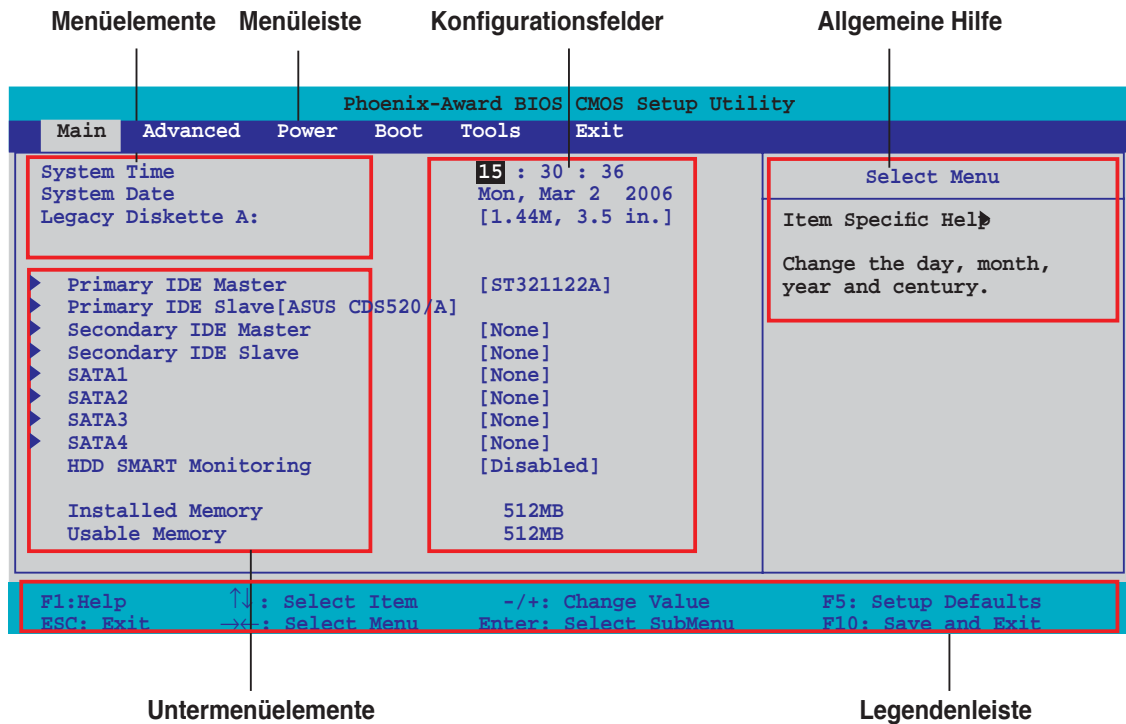 Menüelemente Menüleiste Konfigurationsfelder Allgemeine Hilfe
Phoenix-Award BIOS CMOS Setup Utility
Main Advanced Power Boot Tools Exit
System Time 15 : 30 : 36
System Date Mon, Mar 2 2006
Legacy Diskette A: [1.44M, 3.5 in.]
Primary IDE Master [ST321122A]
Primary IDE Slave[ASUS CDS520/A]
Secondary IDE Master [None]
Secondary IDE Slave [None]
SATA1 [None]
SATA2 [None]
SATA3 [None]
SATA4 [None]
HDD SMART Monitoring [Disabled]
Installed Memory 512MB
Usable Memory 512MB
Select Menu
Item Specific Help
Change the day, month,
year and century.
F1:Help ↑↓: Select Item -/+: Change Value F5: Setup Defaults
ESC: Exit →←: Select Menu Enter: Select SubMenu F10: Save and Exit
Untermenüelemente Legendenleiste